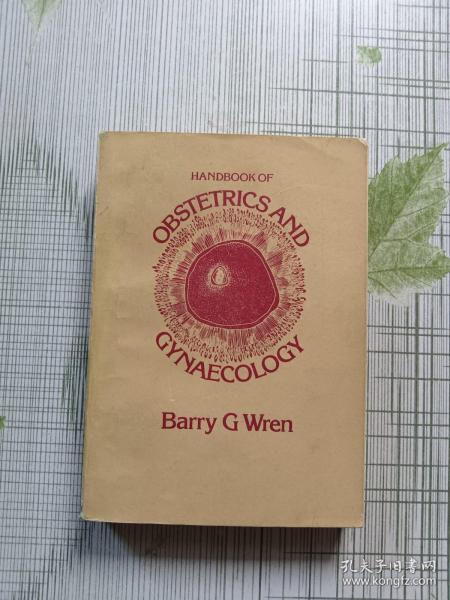 HANDBOOK OF
OBSTETRICS AND
GYNAECOLOGY
Barry G Wren
孔夫子旧书网
www.kongfz.com